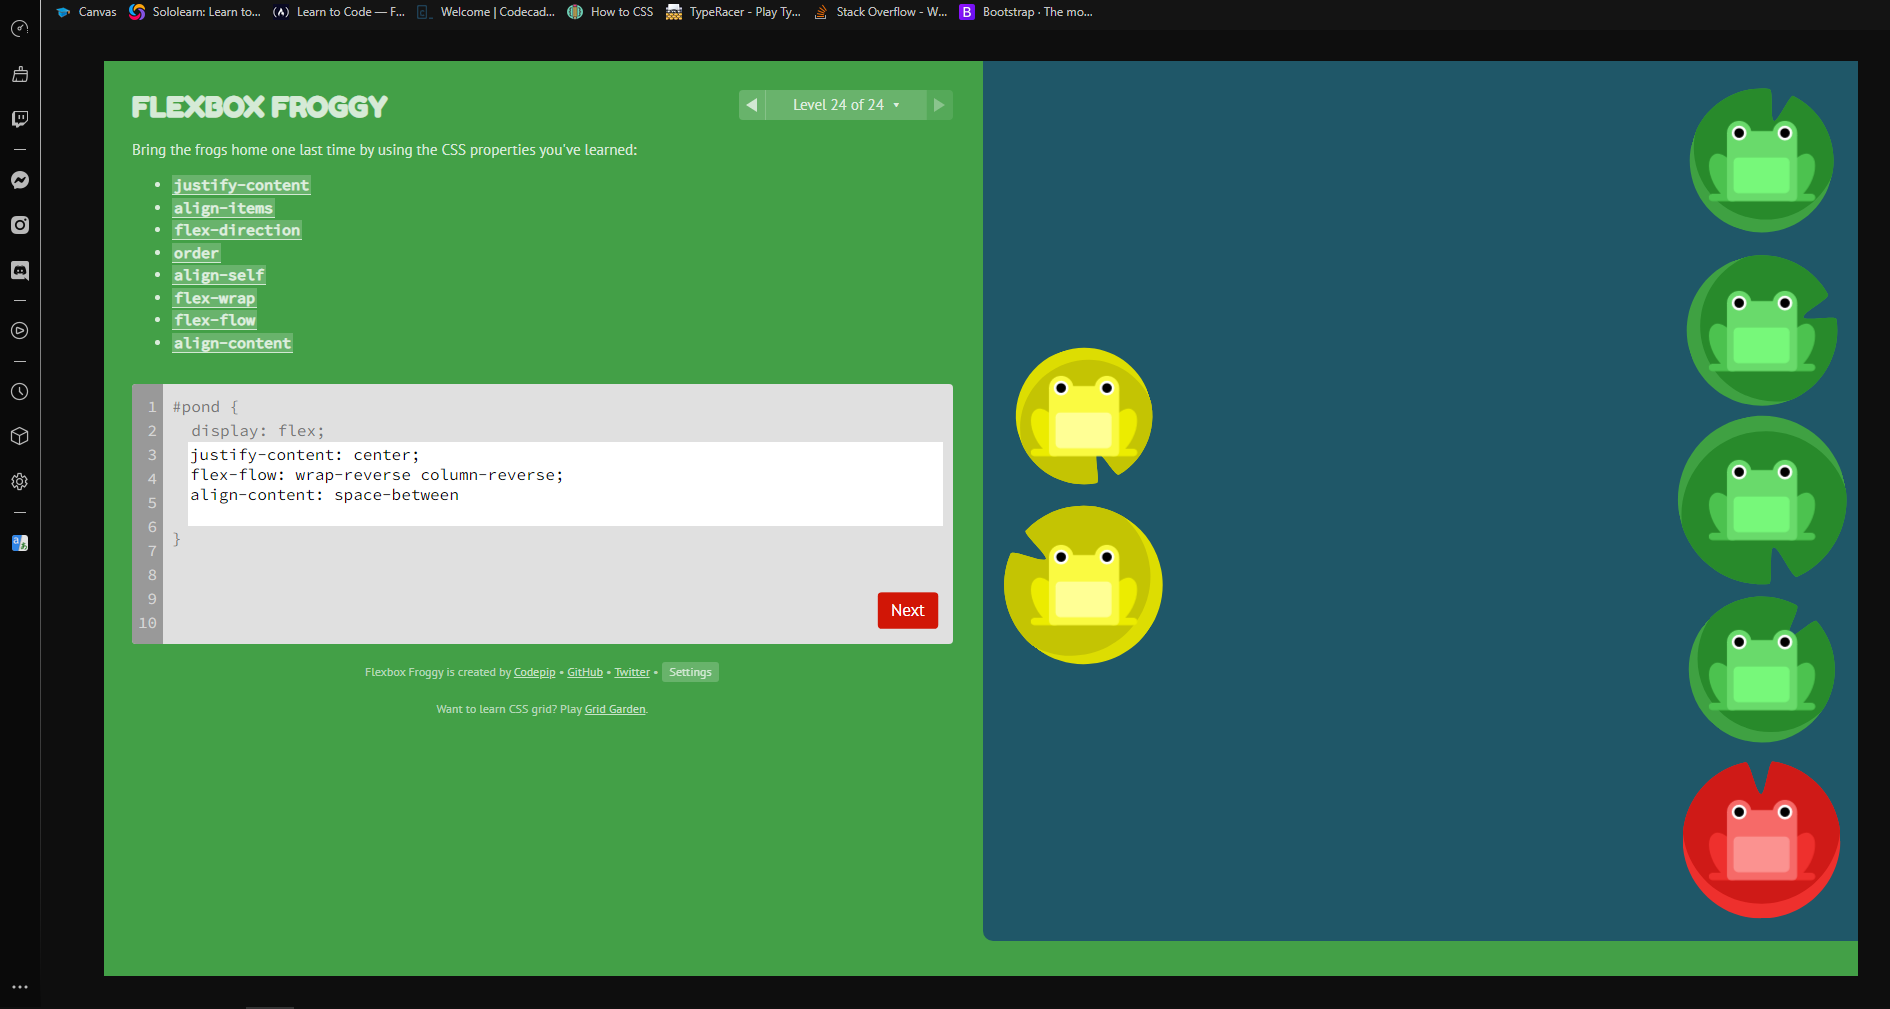 Canvas Sololearn: Learn to... Learn to Code — F... Welcome | Codecad... How to CSS TypeRacer - Play Ty... Stack Overflow - W... B Bootstrap · The mo...
FLEXBOX FROGGY
◀ Level 24 of 24 ▾ ▶
Bring the frogs home one last time by using the CSS properties you've learned:
• justify-content
• align-items
• flex-direction
• order
• align-self
• flex-wrap
• flex-flow
• align-content
1 #pond {
2 display: flex;
3 justify-content: center;
4 flex-flow: wrap-reverse column-reverse;
5 align-content: space-between
6 }
7
8
9
10
Next
Flexbox Froggy is created by Codepip • GitHub • Twitter • Settings
Want to learn CSS grid? Play Grid Garden.